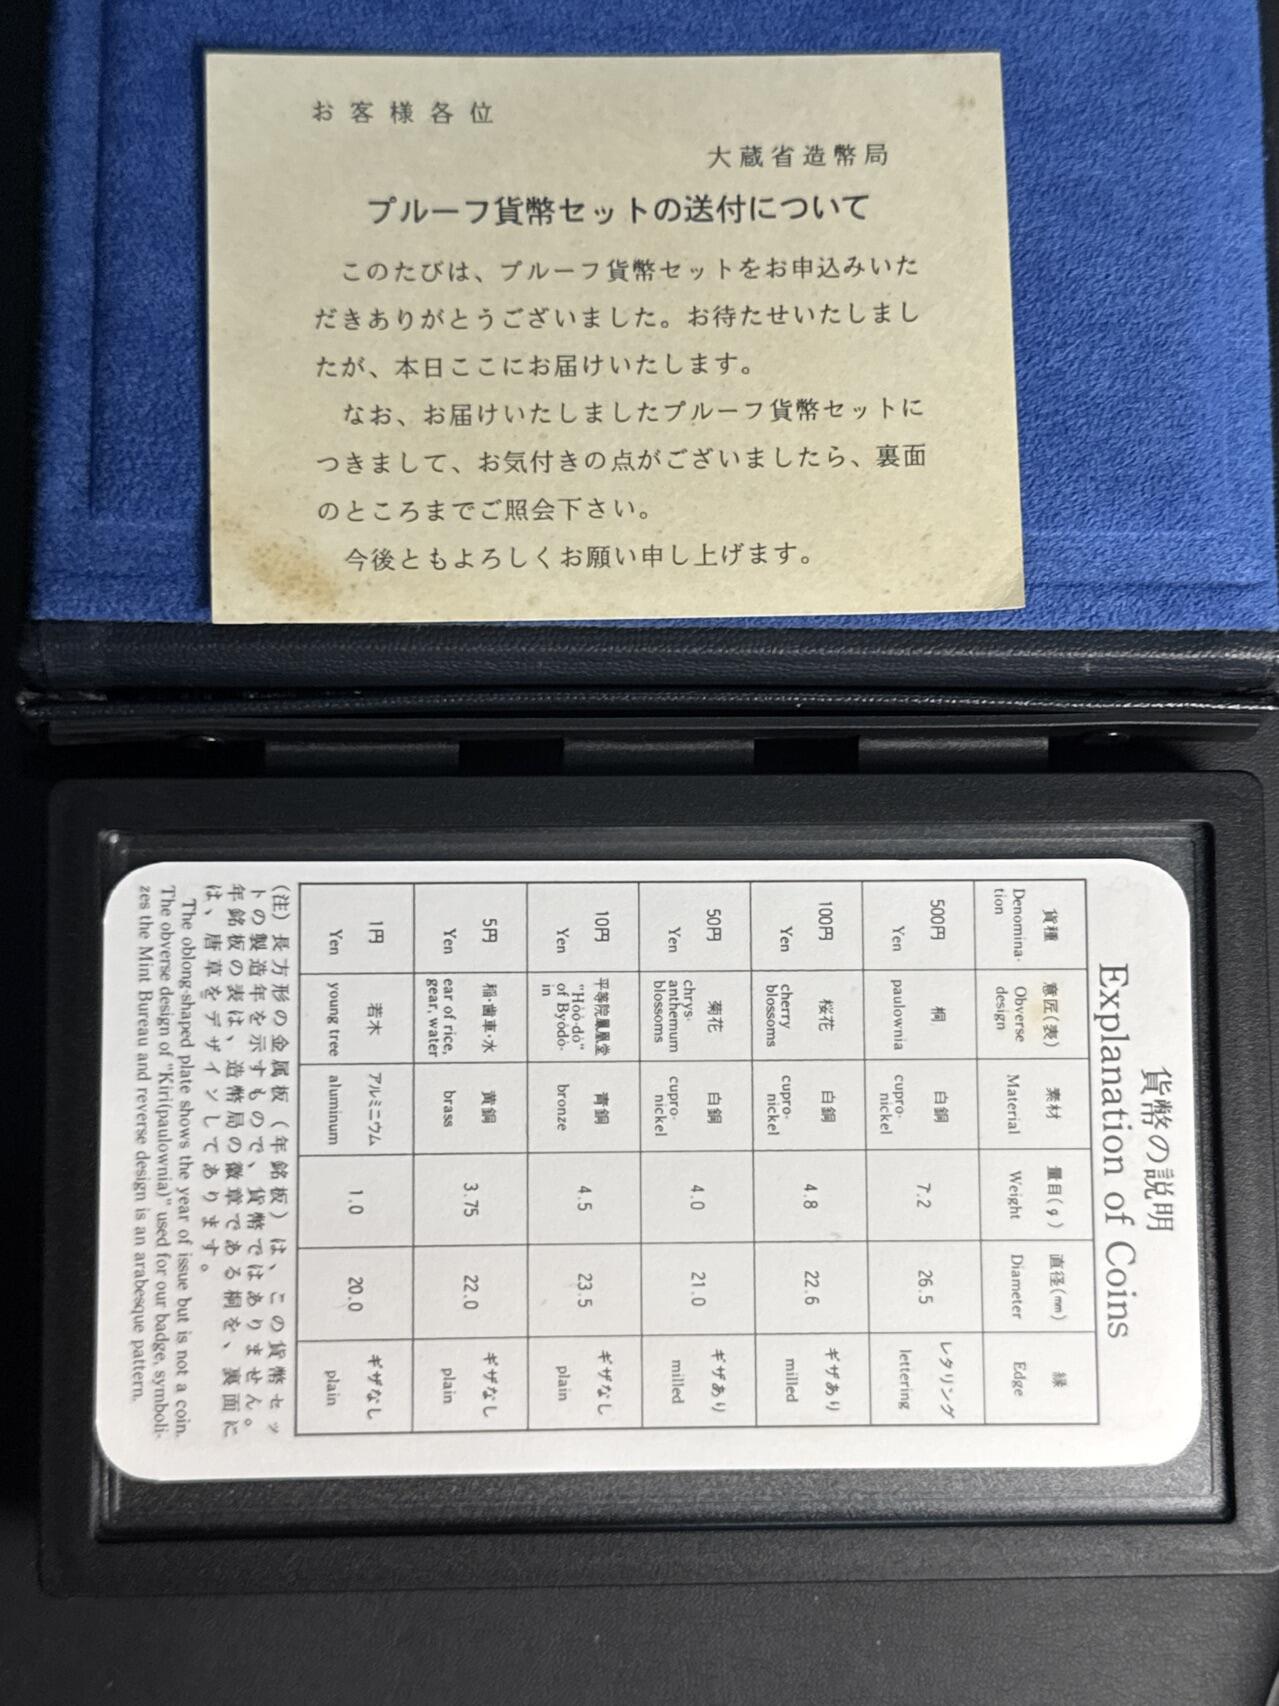 お客様各位
大蔵省造幣局
プルーフ貨幣セットの送付について
このたびは、プルーフ貨幣セットをお申込みいた
だきありがとうございました。お待たせいたしまし
たが、本日ここにお届けいたします。
なお、お届けいたしましたプルーフ貨幣セットに
つきまして、お気付きの点がございましたら、裏面
のところまでご照会下さい。
今後ともよろしくお願い申し上げます。
貨幣の説明
Explanation of Coins
貨種 意匠(表) 素材 量目(g) 直径(㎜) 縁
Denomina- Obverse Material Weight Diameter Edge
tion design
500円 桐 白銅 7.2 26.5 レタリング
Yen paulownia cupro- lettering
nickel
100円 桜花 白銅 4.8 22.6 ギザあり
Yen cherry cupro- milled
blossoms nickel
50円 菊花 白銅 4.0 21.0 ギザあり
Yen chrys- cupro- milled
anthemum nickel
blossoms
10円 平等院鳳凰堂 青銅 4.5 23.5 ギザなし
Yen "Hōō-dō" bronze plain
of Byōdō-
in
5円 稲・歯車・水 黄銅 3.75 22.0 ギザなし
Yen ear of rice, brass plain
gear, water
1円 若木 アルミニウム 1.0 20.0 ギザなし
Yen young tree aluminum plain
(注) 長方形の金属板(年銘板)は、この貨幣セッ
トの製造年を示すもので、貨幣ではありません。
年銘板の表は、造幣局の徽章である桐を、裏面に
は、唐草をデザインしてあります。
The oblong-shaped plate shows the year of issue but is not a coin.
The obverse design of "Kiri(paulownia)" used for our badge, symboli-
zes the Mint Bureau and reverse design is an arabesque pattern.